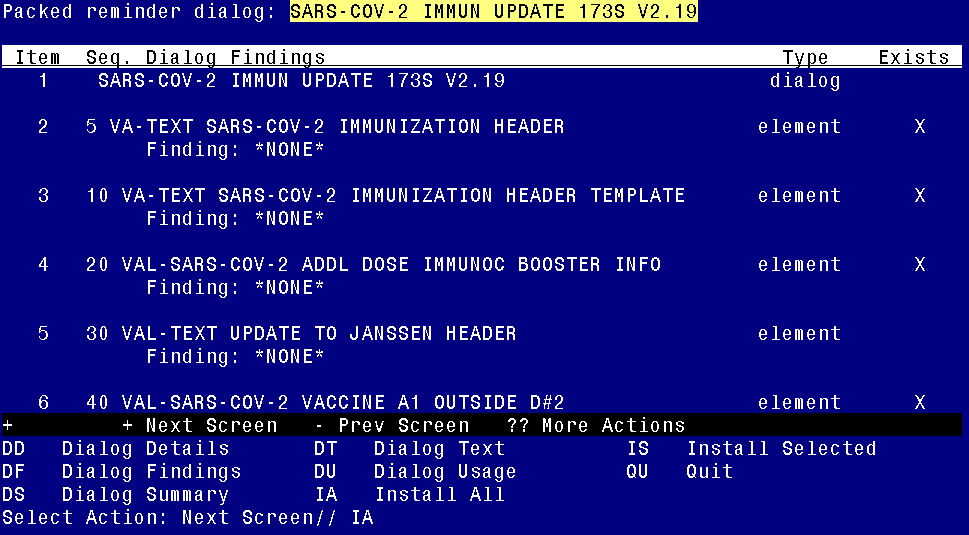 Packed reminder dialog: SARS-COV-2 IMMUN UPDATE 173S V2.19
Item Seq. Dialog Findings Type Exists
1 SARS-COV-2 IMMUN UPDATE 173S V2.19 dialog
2 5 VA-TEXT SARS-COV-2 IMMUNIZATION HEADER element X
Finding: *NONE*
3 10 VA-TEXT SARS-COV-2 IMMUNIZATION HEADER TEMPLATE element X
Finding: *NONE*
4 20 VAL-SARS-COV-2 ADDL DOSE IMMUNOC BOOSTER INFO element X
Finding: *NONE*
5 30 VAL-TEXT UPDATE TO JANSSEN HEADER element
Finding: *NONE*
6 40 VAL-SARS-COV-2 VACCINE A1 OUTSIDE D#2 element X
+ + Next Screen - Prev Screen ?? More Actions
DD Dialog Details DT Dialog Text IS Install Selected
DF Dialog Findings DU Dialog Usage QU Quit
DS Dialog Summary IA Install All
Select Action: Next Screen// IA